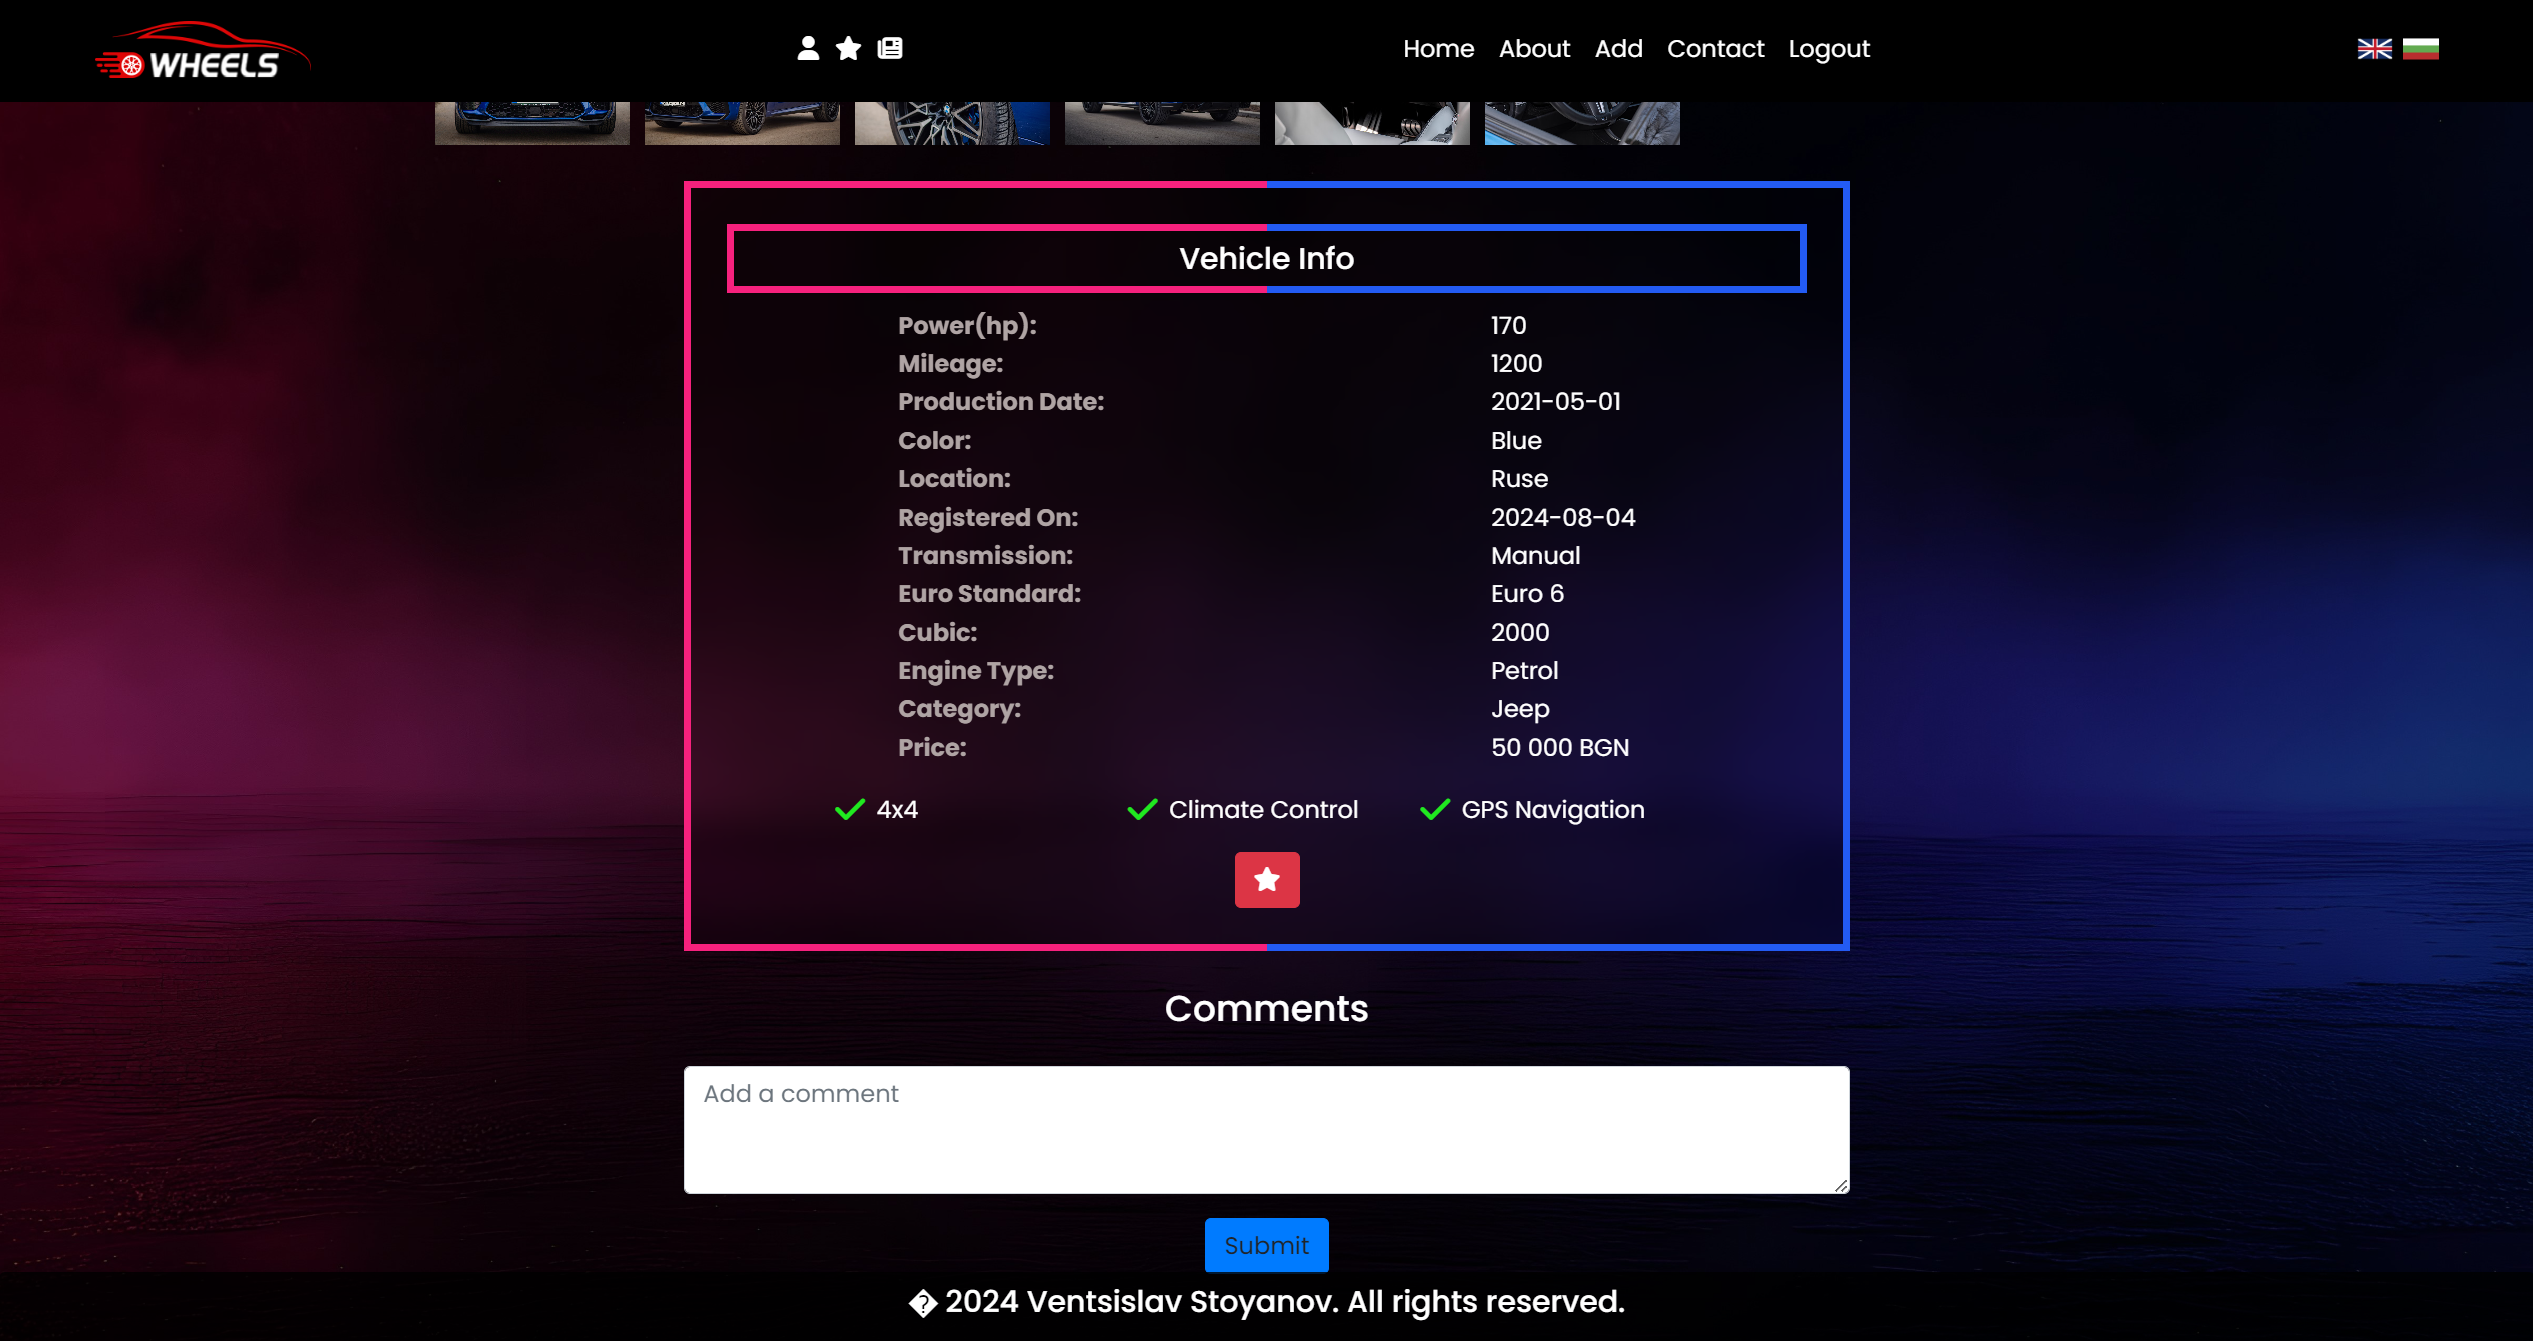 WHEELS
Home About Add Contact Logout
Vehicle Info
Power(hp): 170
Mileage: 1200
Production Date: 2021-05-01
Color: Blue
Location: Ruse
Registered On: 2024-08-04
Transmission: Manual
Euro Standard: Euro 6
Cubic: 2000
Engine Type: Petrol
Category: Jeep
Price: 50 000 BGN
4x4 Climate Control GPS Navigation
Comments
Add a comment
Submit
� 2024 Ventsislav Stoyanov. All rights reserved.